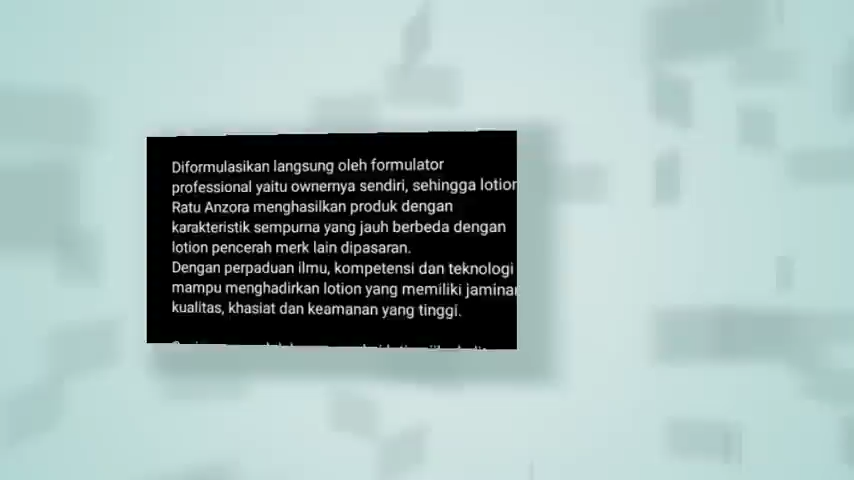 Diformulasikan langsung oleh formulator
professional yaitu ownernya sendiri, sehingga lotion
Ratu Anzora menghasilkan produk dengan
karakteristik sempurna yang jauh berbeda dengan
lotion pencerah merk lain dipasaran.
Dengan perpaduan ilmu, kompetensi dan teknologi
mampu menghadirkan lotion yang memiliki jaminan
kualitas, khasiat dan keamanan yang tinggi.